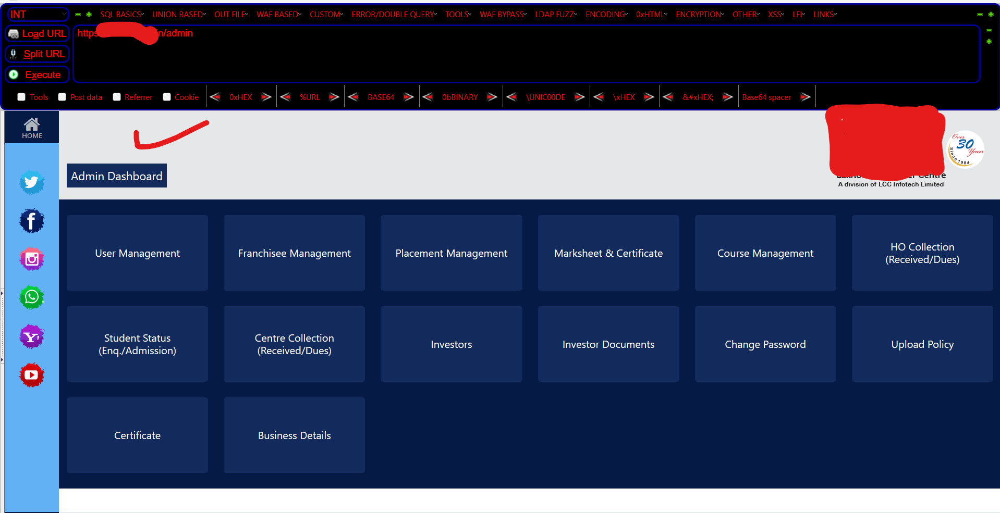 INT SQL BASICS UNION BASED OUT FILE WAF BASED CUSTOM ERROR/DOUBLE QUERY TOOLS WAF BYPASS LDAP FUZZ ENCODING 0xHTML ENCRYPTION OTHER XSS LFI LINKS
Load URL
https n/admin
Split URL
Execute
Tools Post data Referrer Cookie 0xHEX %URL BASE64 0bBINARY \UNIC00DE \xHEX &#xHEX; Base64 spacer
HOME
Over
30
Years
Since 1984
Admin Dashboard
Centre
A division of LCC Infotech Limited
User Management
Franchisee Management
Placement Management
Marksheet & Certificate
Course Management
HO Collection
(Received/Dues)
Student Status
(Enq./Admission)
Centre Collection
(Received/Dues)
Investors
Investor Documents
Change Password
Upload Policy
Certificate
Business Details